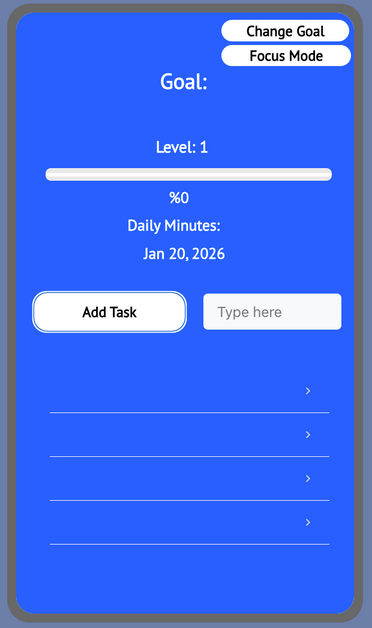 Change Goal
Focus Mode
Goal:
Level: 1
%0
Daily Minutes:
Jan 20, 2026
Add Task
Type here